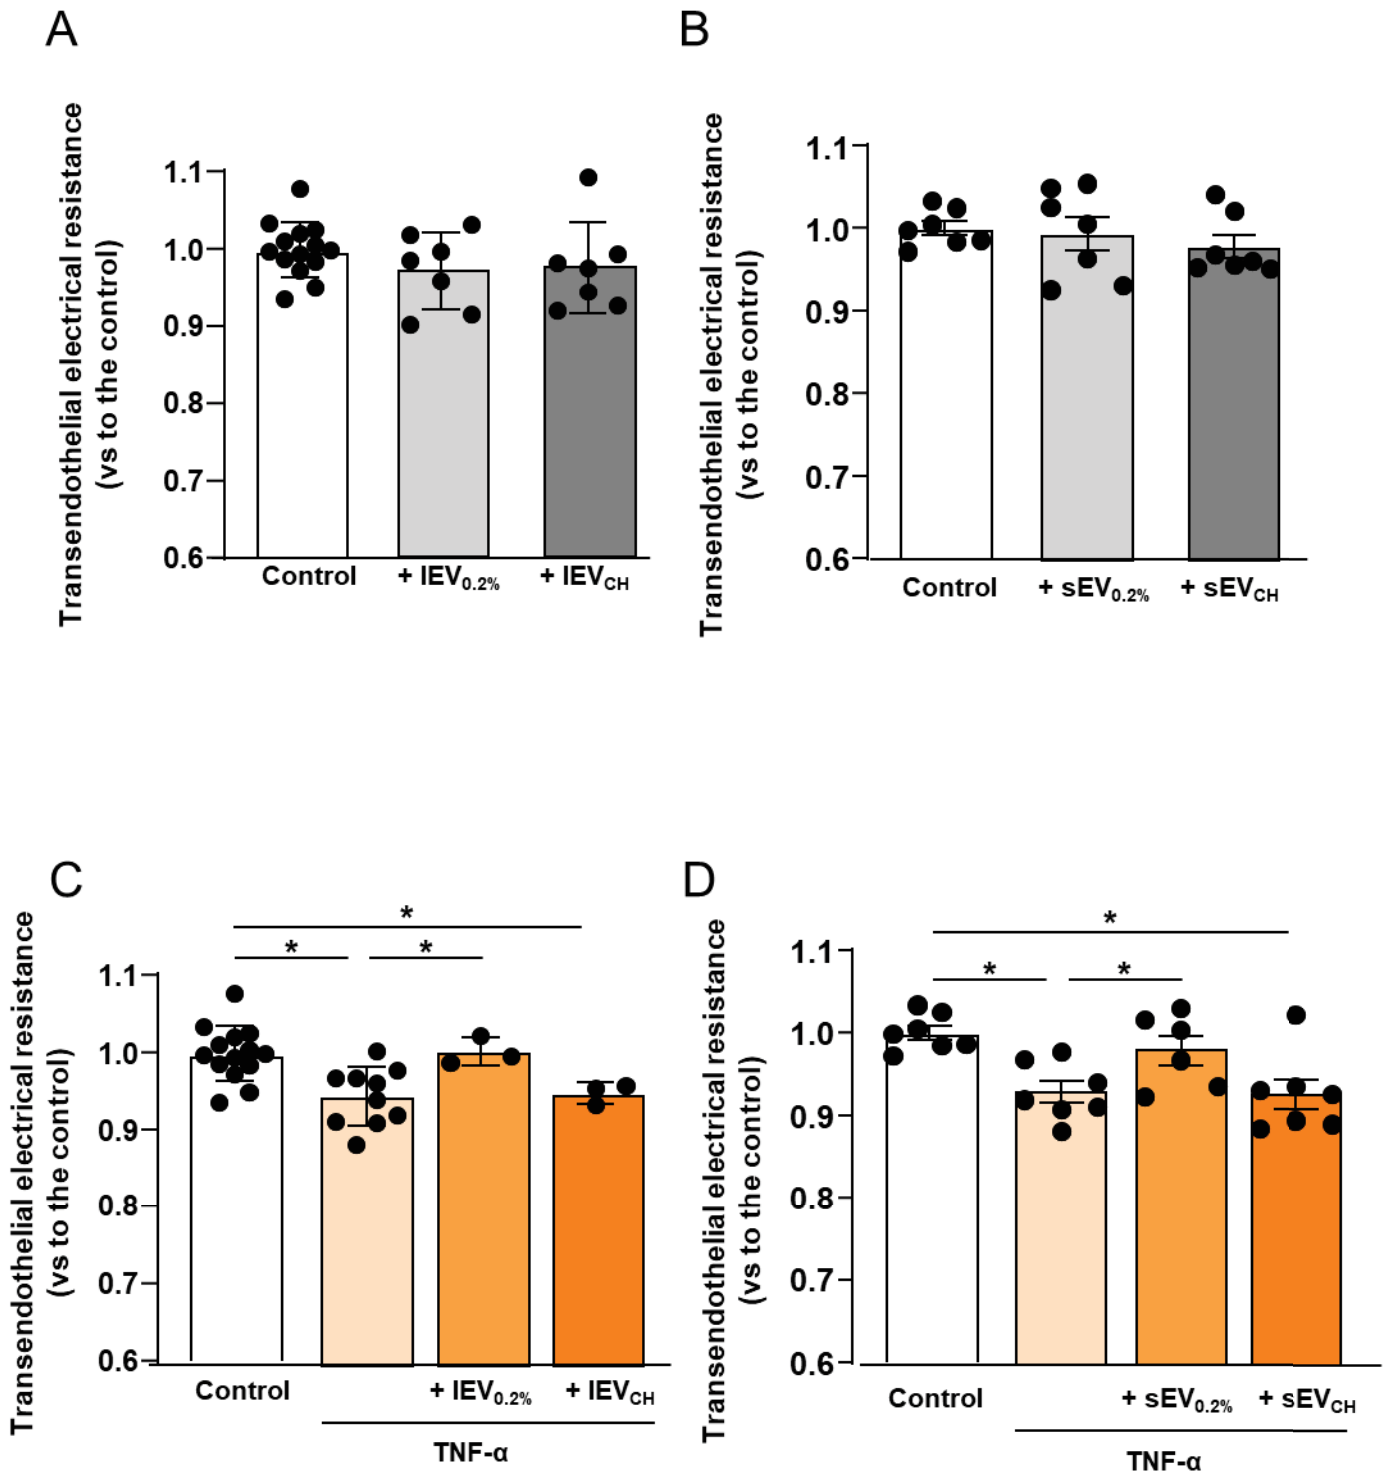 A
Transendothelial electrical resistance
(vs to the control)
1.1
1.0
0.9
0.8
0.7
0.6
Control
+ lEV0.2%
+ lEVCH
B
Transendothelial electrical resistance
(vs to the control)
1.1
1.0
0.9
0.8
0.7
0.6
Control
+ sEV0.2%
+ sEVCH
C
Transendothelial electrical resistance
(vs to the control)
*
*
*
1.1
1.0
0.9
0.8
0.7
0.6
Control
+ lEV0.2%
+ lEVCH
TNF-α
D
Transendothelial electrical resistance
(vs to the control)
*
*
*
1.1
1.0
0.9
0.8
0.7
0.6
Control
+ sEV0.2%
+ sEVCH
TNF-α